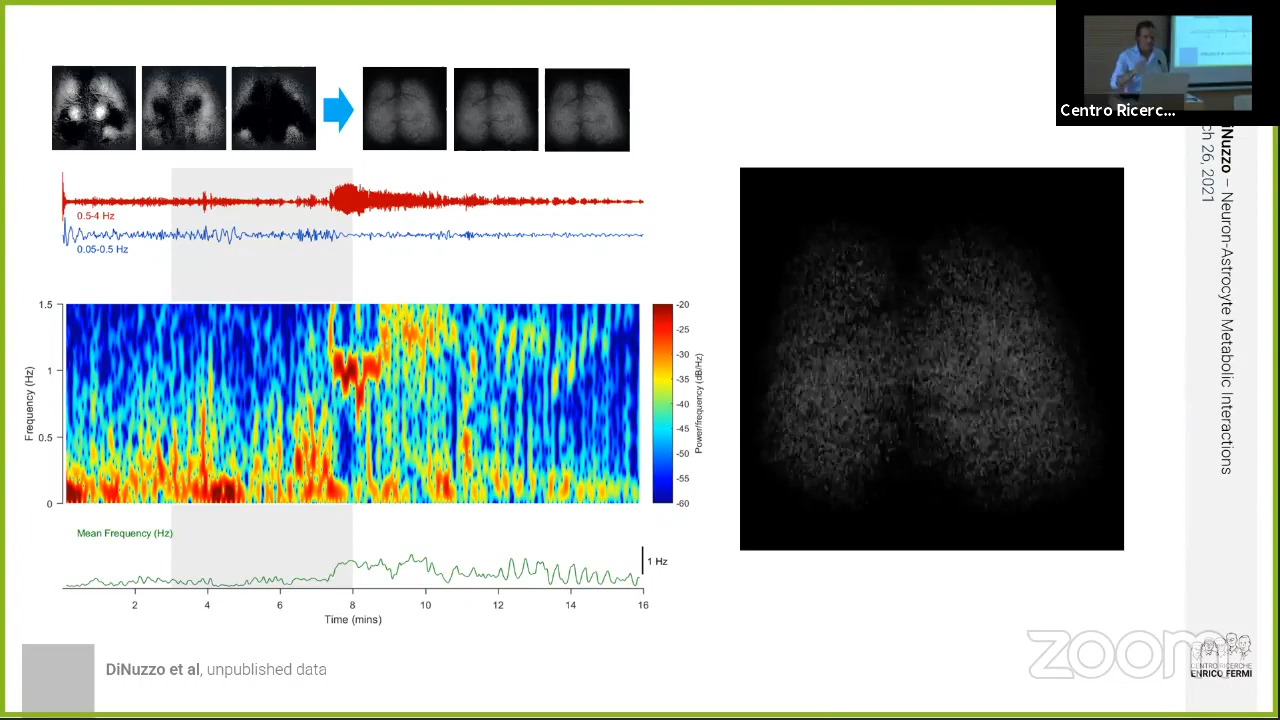 Centro Ricerc...
iNuzzo – Neuron-Astrocyte Metabolic Interactions
ch 26, 2021
0.5-4 Hz
0.05-0.5 Hz
1.5
1
0.5
0
Frequency (Hz)
-20
-25
-30
-35
-40
-45
-50
-55
-60
Power/frequency (dB/Hz)
Mean Frequency (Hz)
1 Hz
2 4 6 8 10 12 14 16
Time (mins)
DiNuzzo et al, unpublished data
zoom
CENTRO RICERCHE
ENRICO FERMI